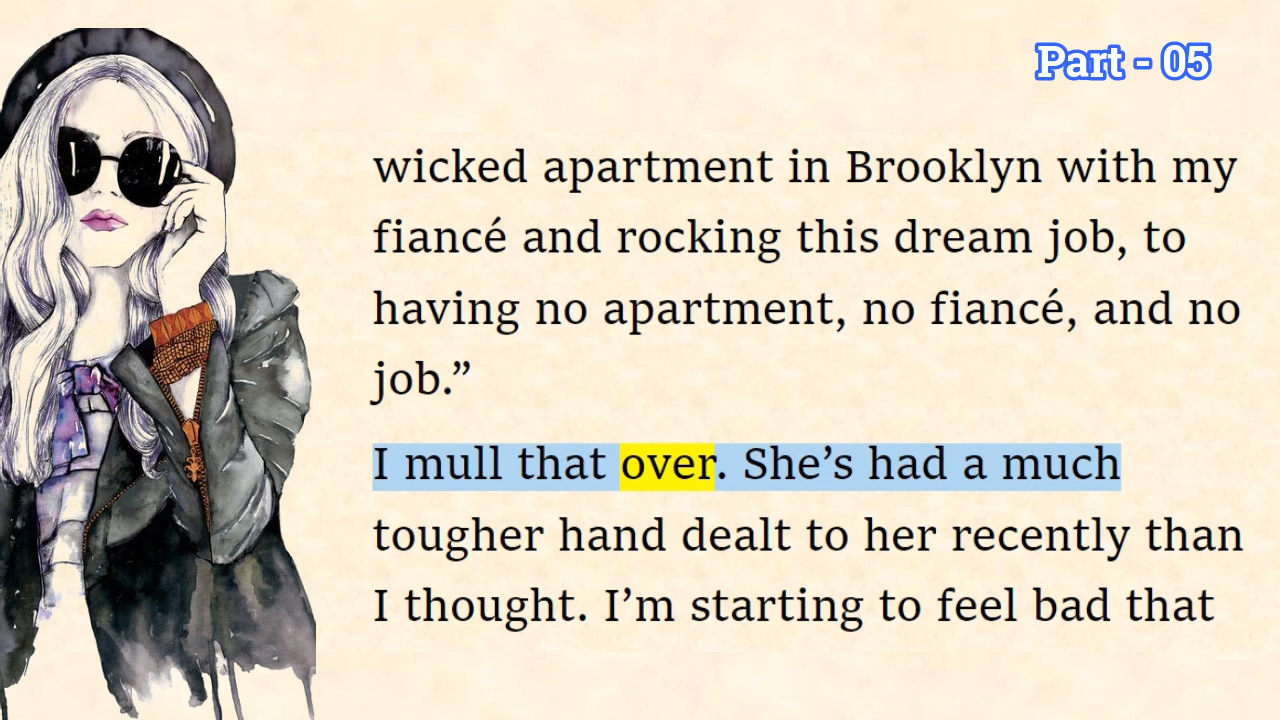 Part - 05
wicked apartment in Brooklyn with my
fiancé and rocking this dream job, to
having no apartment, no fiancé, and no
job.”
I mull that over. She’s had a much
tougher hand dealt to her recently than
I thought. I’m starting to feel bad that